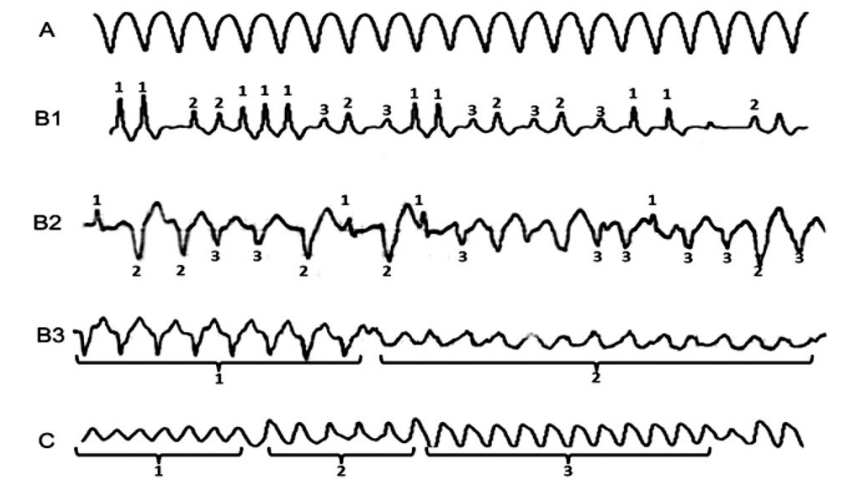 A
1 1 2 2 1 1 1 3 2 3 1 1 3 2 3 2 3 1 1 2
B1
1 1 1 1
B2
2 2 3 3 2 2 3 3 3 3 3 2 3
B3
1 2
C
1 2 3